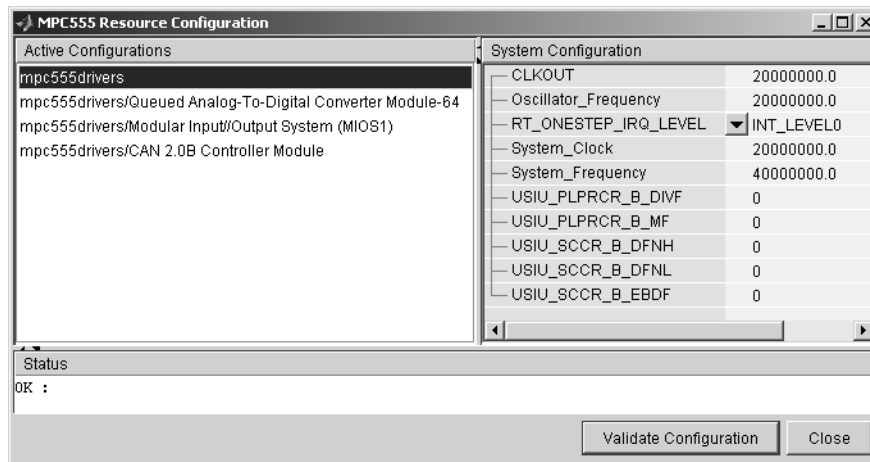 MPC555 Resource Configuration
Active Configurations
mpc555drivers
mpc555drivers/Queued Analog-To-Digital Converter Module-64
mpc555drivers/Modular Input//Output System (MIOS1)
mpc555drivers/CAN 2.0B Controller Module
System Configuration
CLKOUT 20000000.0
Oscillator_Frequency 20000000.0
RT_ONESTEP_IRQ_LEVEL INT_LEVEL0
System_Clock 20000000.0
System_Frequency 40000000.0
USIU_PLPRCR_B_DIVF 0
USIU_PLPRCR_B_MF 0
USIU_SCCR_B_DFNH 0
USIU_SCCR_B_DFNL 0
USIU_SCCR_B_EBDF 0
Status
OK :
Validate Configuration Close